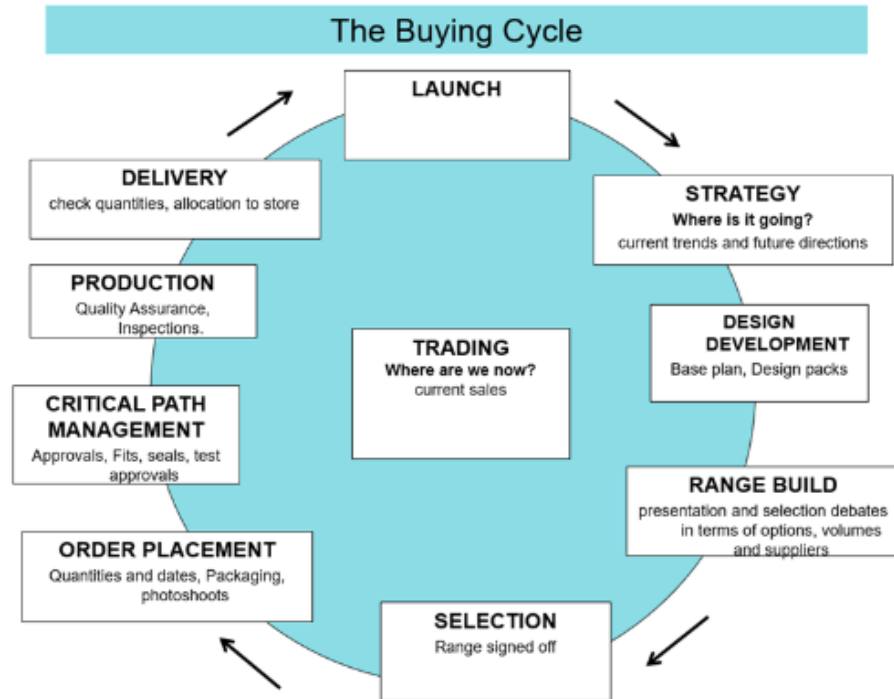 The Buying Cycle
LAUNCH
STRATEGY
Where is it going?
current trends and future directions
DESIGN
DEVELOPMENT
Base plan, Design packs
RANGE BUILD
presentation and selection debates
in terms of options, volumes
and suppliers
SELECTION
Range signed off
ORDER PLACEMENT
Quantities and dates, Packaging,
photoshoots
CRITICAL PATH
MANAGEMENT
Approvals, Fits, seals, test
approvals
PRODUCTION
Quality Assurance,
Inspections.
DELIVERY
check quantities, allocation to store
TRADING
Where are we now?
current sales